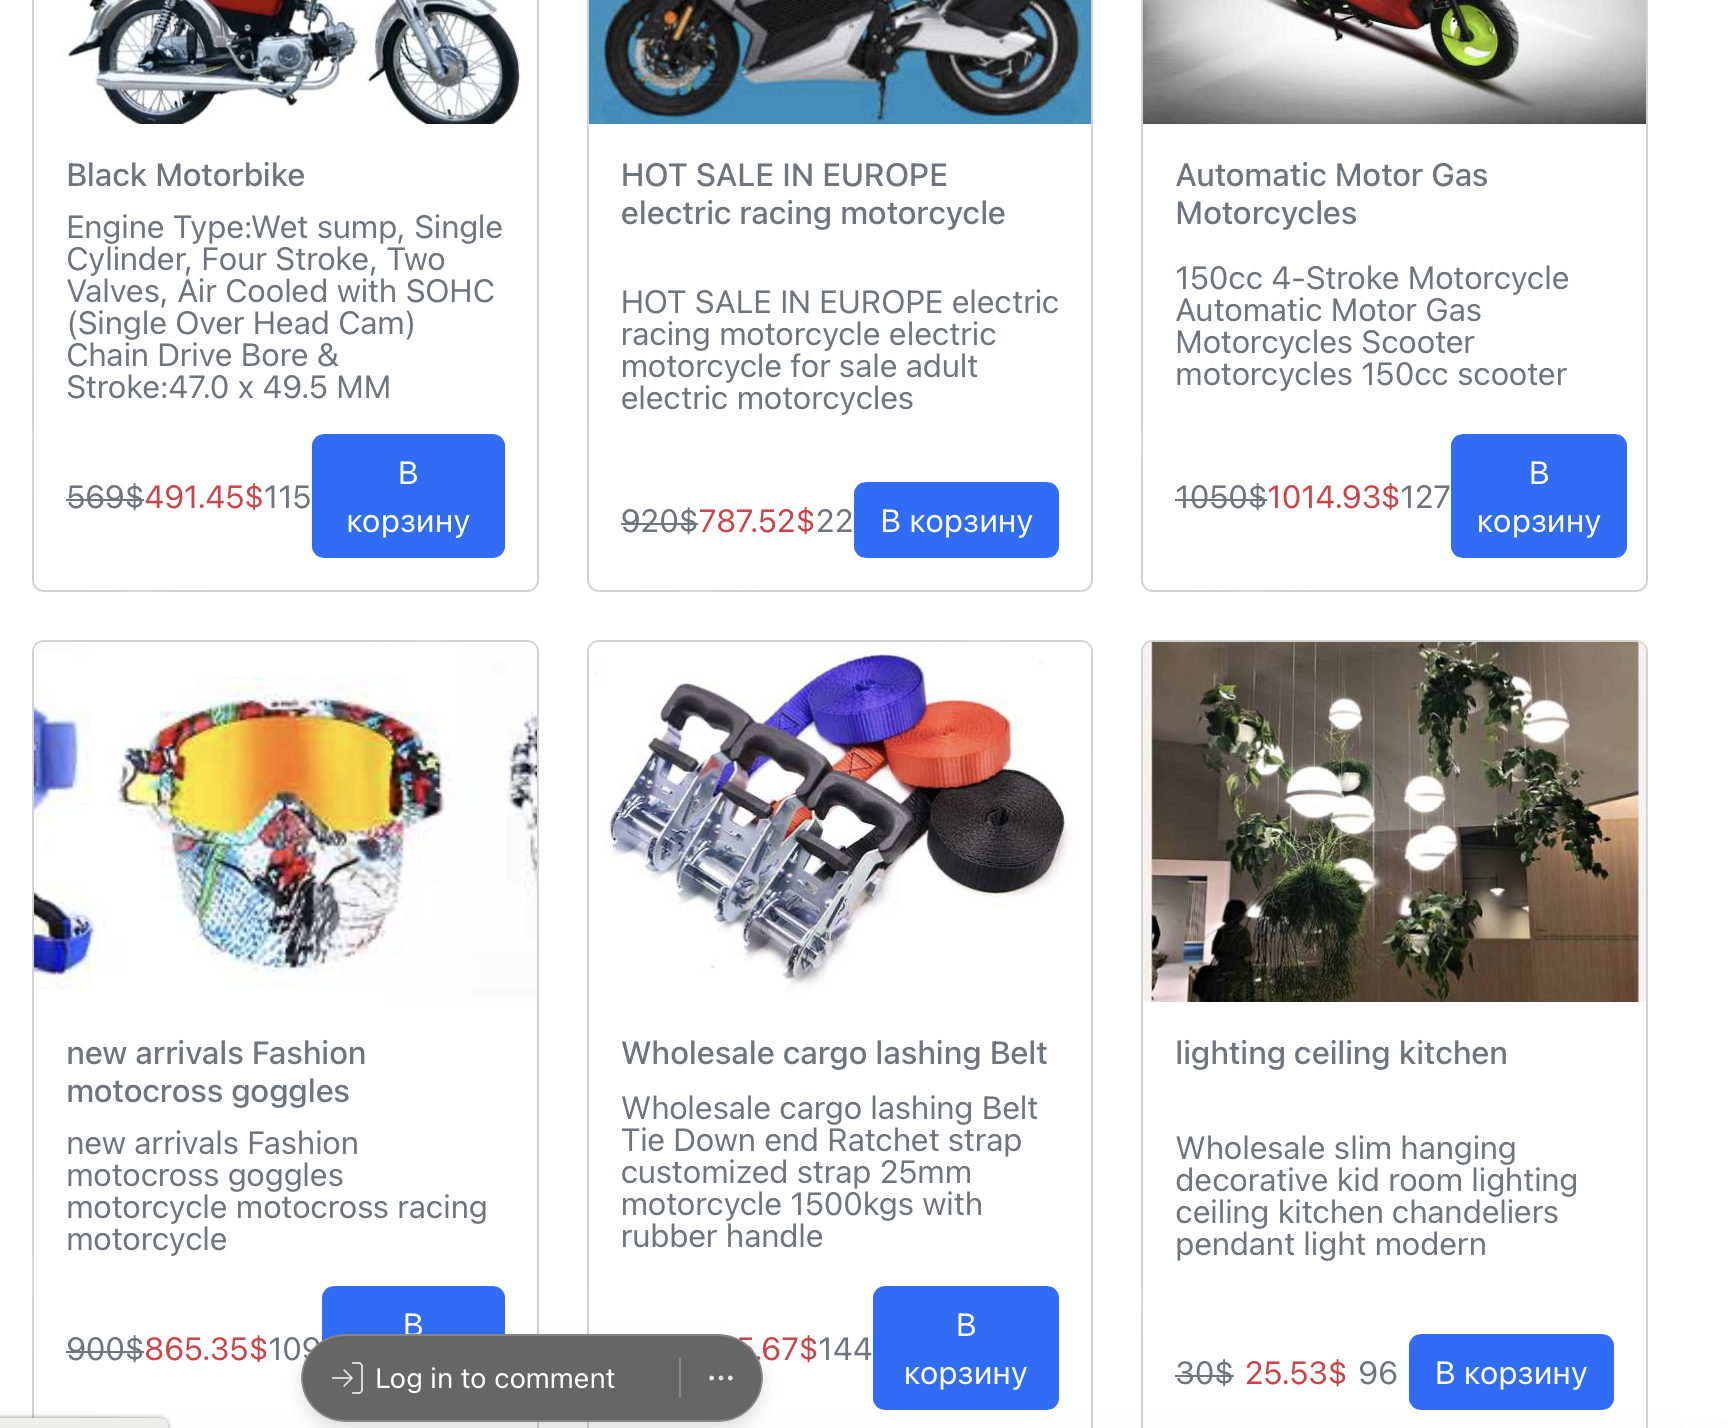 Black Motorbike
Engine Type:Wet sump, Single
Cylinder, Four Stroke, Two
Valves, Air Cooled with SOHC
(Single Over Head Cam)
Chain Drive Bore &
Stroke:47.0 x 49.5 MM
569$491.45$115
В
корзину
HOT SALE IN EUROPE
electric racing motorcycle
HOT SALE IN EUROPE electric
racing motorcycle electric
motorcycle for sale adult
electric motorcycles
920$787.52$22
В корзину
Automatic Motor Gas
Motorcycles
150cc 4-Stroke Motorcycle
Automatic Motor Gas
Motorcycles Scooter
motorcycles 150cc scooter
1050$1014.93$127
В
корзину
new arrivals Fashion
motocross goggles
new arrivals Fashion
motocross goggles
motorcycle motocross racing
motorcycle
900$865.35$109
В
Wholesale cargo lashing Belt
Wholesale cargo lashing Belt
Tie Down end Ratchet strap
customized strap 25mm
motorcycle 1500kgs with
rubber handle
.67$144
В
корзину
lighting ceiling kitchen
Wholesale slim hanging
decorative kid room lighting
ceiling kitchen chandeliers
pendant light modern
30$ 25.53$ 96
В корзину
Log in to comment